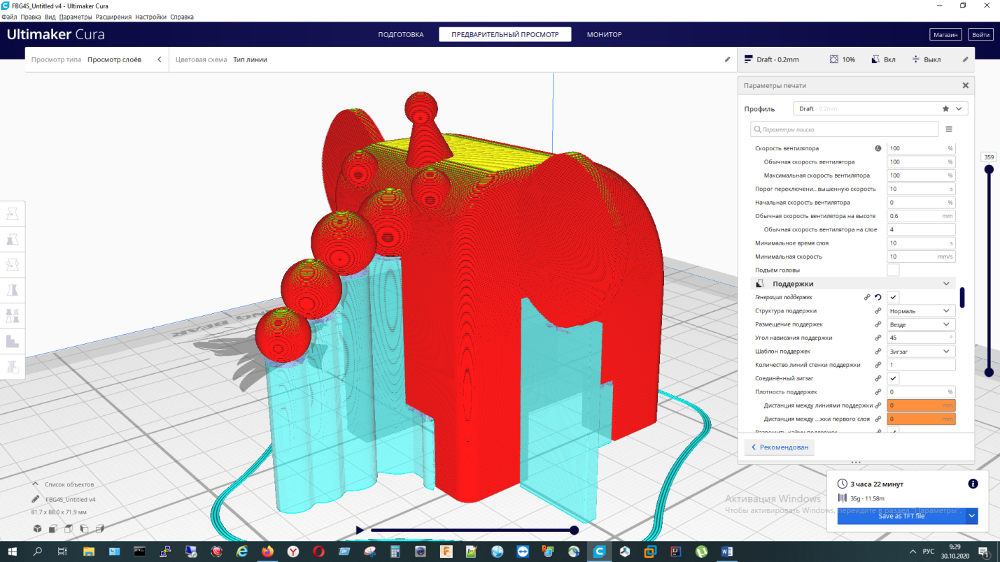 FBG4S_Untitled v4 - Ultimaker Cura
Файл Правка Вид Параметры Расширения Настройки Справка
Ultimaker Cura
ПОДГОТОВКА ПРЕДВАРИТЕЛЬНЫЙ ПРОСМОТР МОНИТОР
Магазин Войти
Просмотр типа Просмотр слоёв
Цветовая схема Тип линии
Draft - 0.2mm 10% Вкл Выкл
Параметры печати
Профиль Draft - 0.2mm
Параметры поиска
Скорость вентилятора 100 %
Обычная скорость вентилятора 100 %
Максимальная скорость вентилятора 100 %
Порог переключени...вышенную скорость 10 s
Начальная скорость вентилятора 0 %
Обычная скорость вентилятора на высоте 0.6 mm
Обычная скорость вентилятора на слое 4
Минимальное время слоя 10 s
Минимальная скорость 10 mm/s
Подъём головы
Поддержки
Генерация поддержек
Структура поддержки Нормаль
Размещение поддержек Везде
Угол нависания поддержки 45 °
Шаблон поддержек Зигзаг
Количество линий стенки поддержки 1
Соединённый зигзаг
Плотность поддержек 0 %
Дистанция между линиями поддержки 0 mm
Дистанция между ...жки первого слоя 0 mm
Разрешить кайму поддержек
Рекомендован
359
Список объектов
FBG4S_Untitled v4
81.7 x 88.0 x 71.9 мм
3 часа 22 минут
35g · 11.58m
Save as TFT file
Активация Windows
Чтобы активировать Windows, перейдите в раздел "Параметры".
РУС
9:29
30.10.2020
1